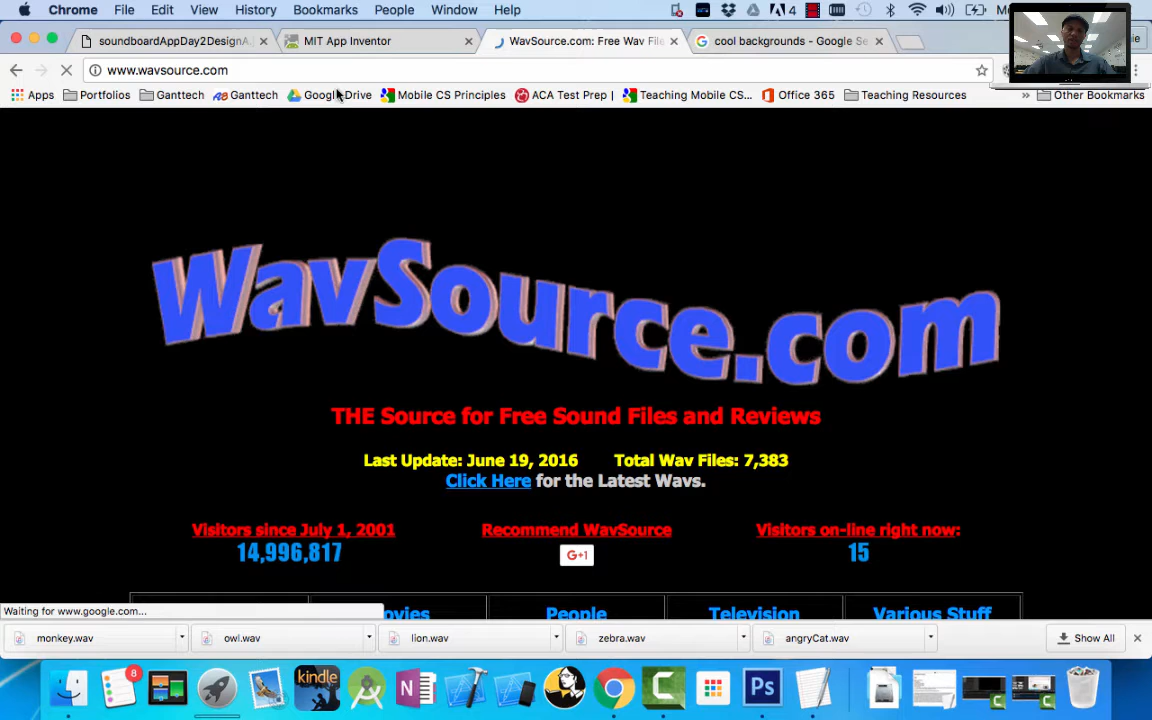 Chrome File Edit View History Bookmarks People Window Help
4
soundboardAppDay2DesignA
MIT App Inventor
WavSource.com: Free Wav File
cool backgrounds - Google Se
www.wavsource.com
Apps Portfolios Ganttech Ganttech Google Drive Mobile CS Principles ACA Test Prep | Teaching Mobile CS... Office 365 Teaching Resources » Other Bookmarks
WavSource.com
THE Source for Free Sound Files and Reviews
Last Update: June 19, 2016 Total Wav Files: 7,383
Click Here for the Latest Wavs.
Visitors since July 1, 2001 Recommend WavSource Visitors on-line right now:
14,996,817 G+1 15
People Television Various Stuff
Waiting for www.google.com...
monkey.wav owl.wav lion.wav zebra.wav angryCat.wav Show All
8
kindle
N
C
Ps